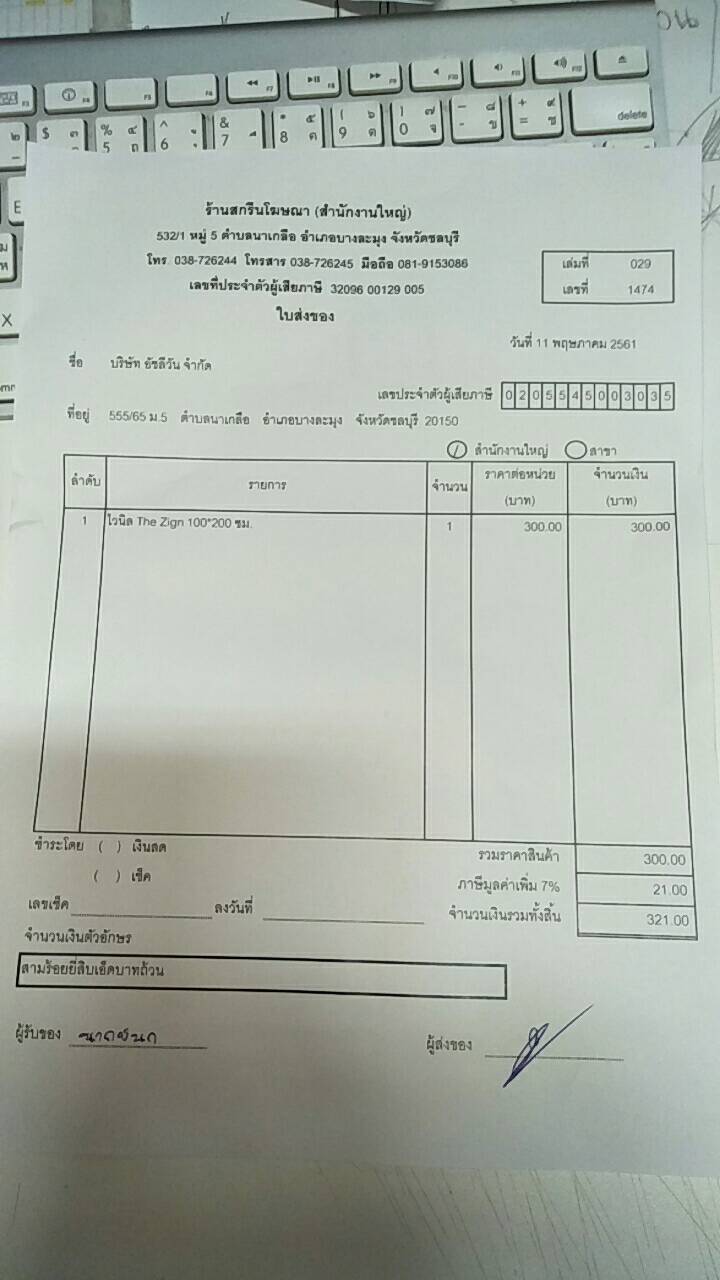 ร้านสกรีนโฆษณา (สำนักงานใหญ่)
532/1 หมู่ 5 ตำบลนาเกลือ อำเภอบางละมุง จังหวัดชลบุรี
โทร. 038-726244 โทรสาร 038-726245 มือถือ 081-9153086
เลขที่ประจำตัวผู้เสียภาษี 32096 00129 005
ใบส่งของ
เล่มที่ 029
เลขที่ 1474
วันที่ 11 พฤษภาคม 2561
ชื่อ บริษัท อัชลีวัน จำกัด
เลขประจำตัวผู้เสียภาษี 0205545003035
ที่อยู่ 555/65 ม.5 ตำบลนาเกลือ อำเภอบางละมุง จังหวัดชลบุรี 20150
(/) สำนักงานใหญ่ ( ) สาขา
ลำดับ รายการ จำนวน ราคาต่อหน่วย (บาท) จำนวนเงิน (บาท)
1 ไวนิล The Zign 100*200 ซม. 1 300.00 300.00
ชำระโดย ( ) เงินสด
( ) เช็ค
รวมราคาสินค้า 300.00
ภาษีมูลค่าเพิ่ม 7% 21.00
จำนวนเงินรวมทั้งสิ้น 321.00
เลขเช็ค ลงวันที่
จำนวนเงินตัวอักษร
สามร้อยยี่สิบเอ็ดบาทถ้วน
ผู้รับของ
ผู้ส่งของ
delete